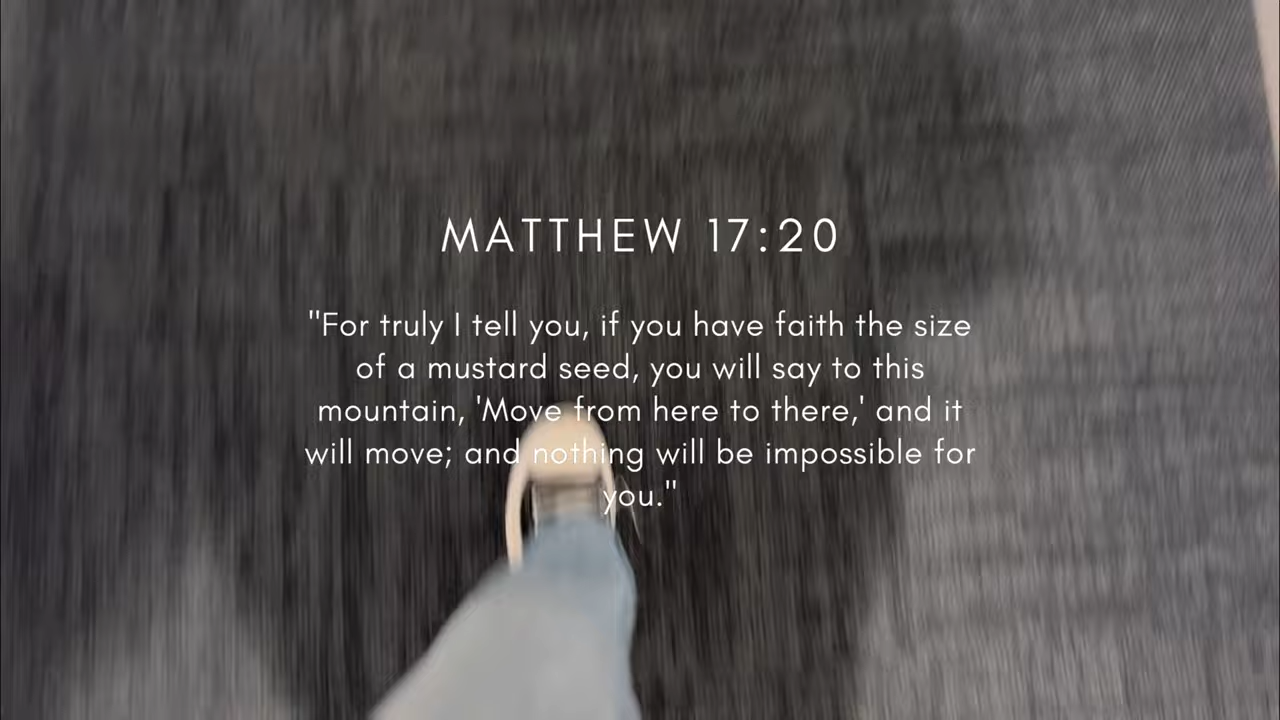 MATTHEW 17:20
"For truly I tell you, if you have faith the size
of a mustard seed, you will say to this
mountain, 'Move from here to there,' and it
will move; and nothing will be impossible for
you."